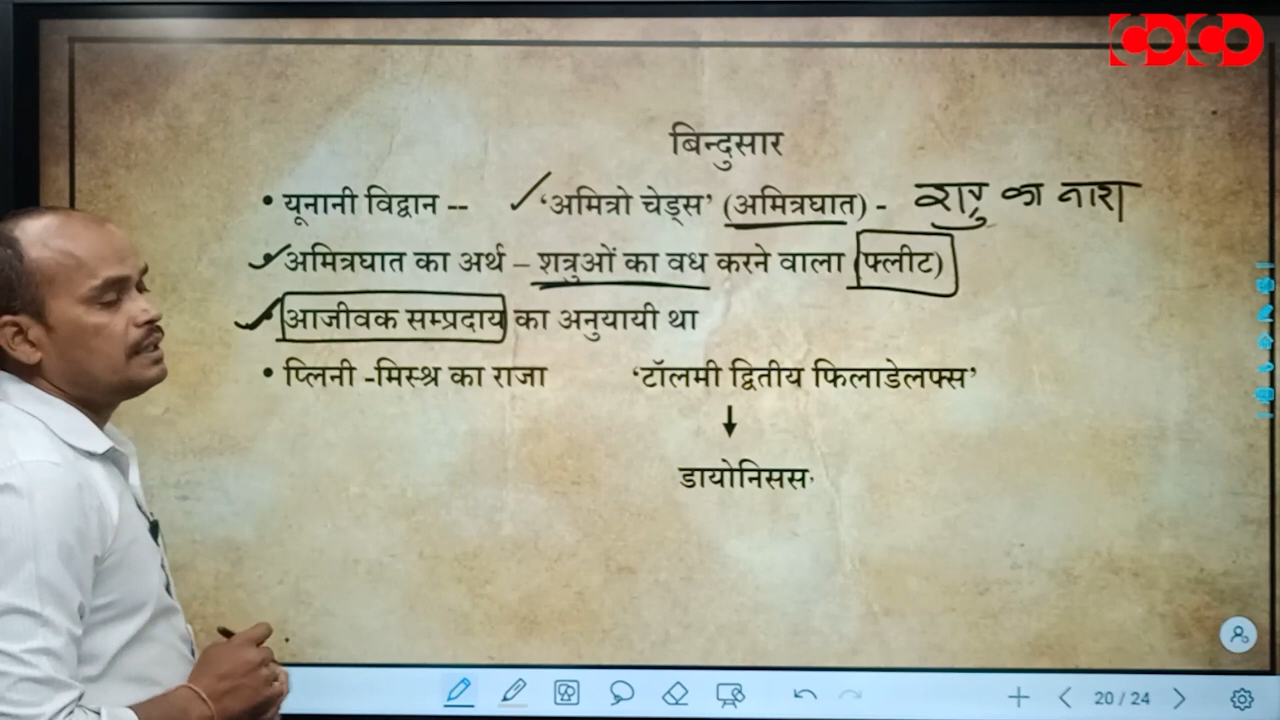 बिन्दुसार
• यूनानी विद्वान -- ‘अमित्रो चेड्स’ (अमित्रघात) - शत्रु का नाश
अमित्रघात का अर्थ – शत्रुओं का वध करने वाला (फ्लीट)
आजीवक सम्प्रदाय का अनुयायी था
• प्लिनी -मिस्श्र का राजा ‘टॉलमी द्वितीय फिलाडेलफ्स’
डायोनिसस
20 / 24